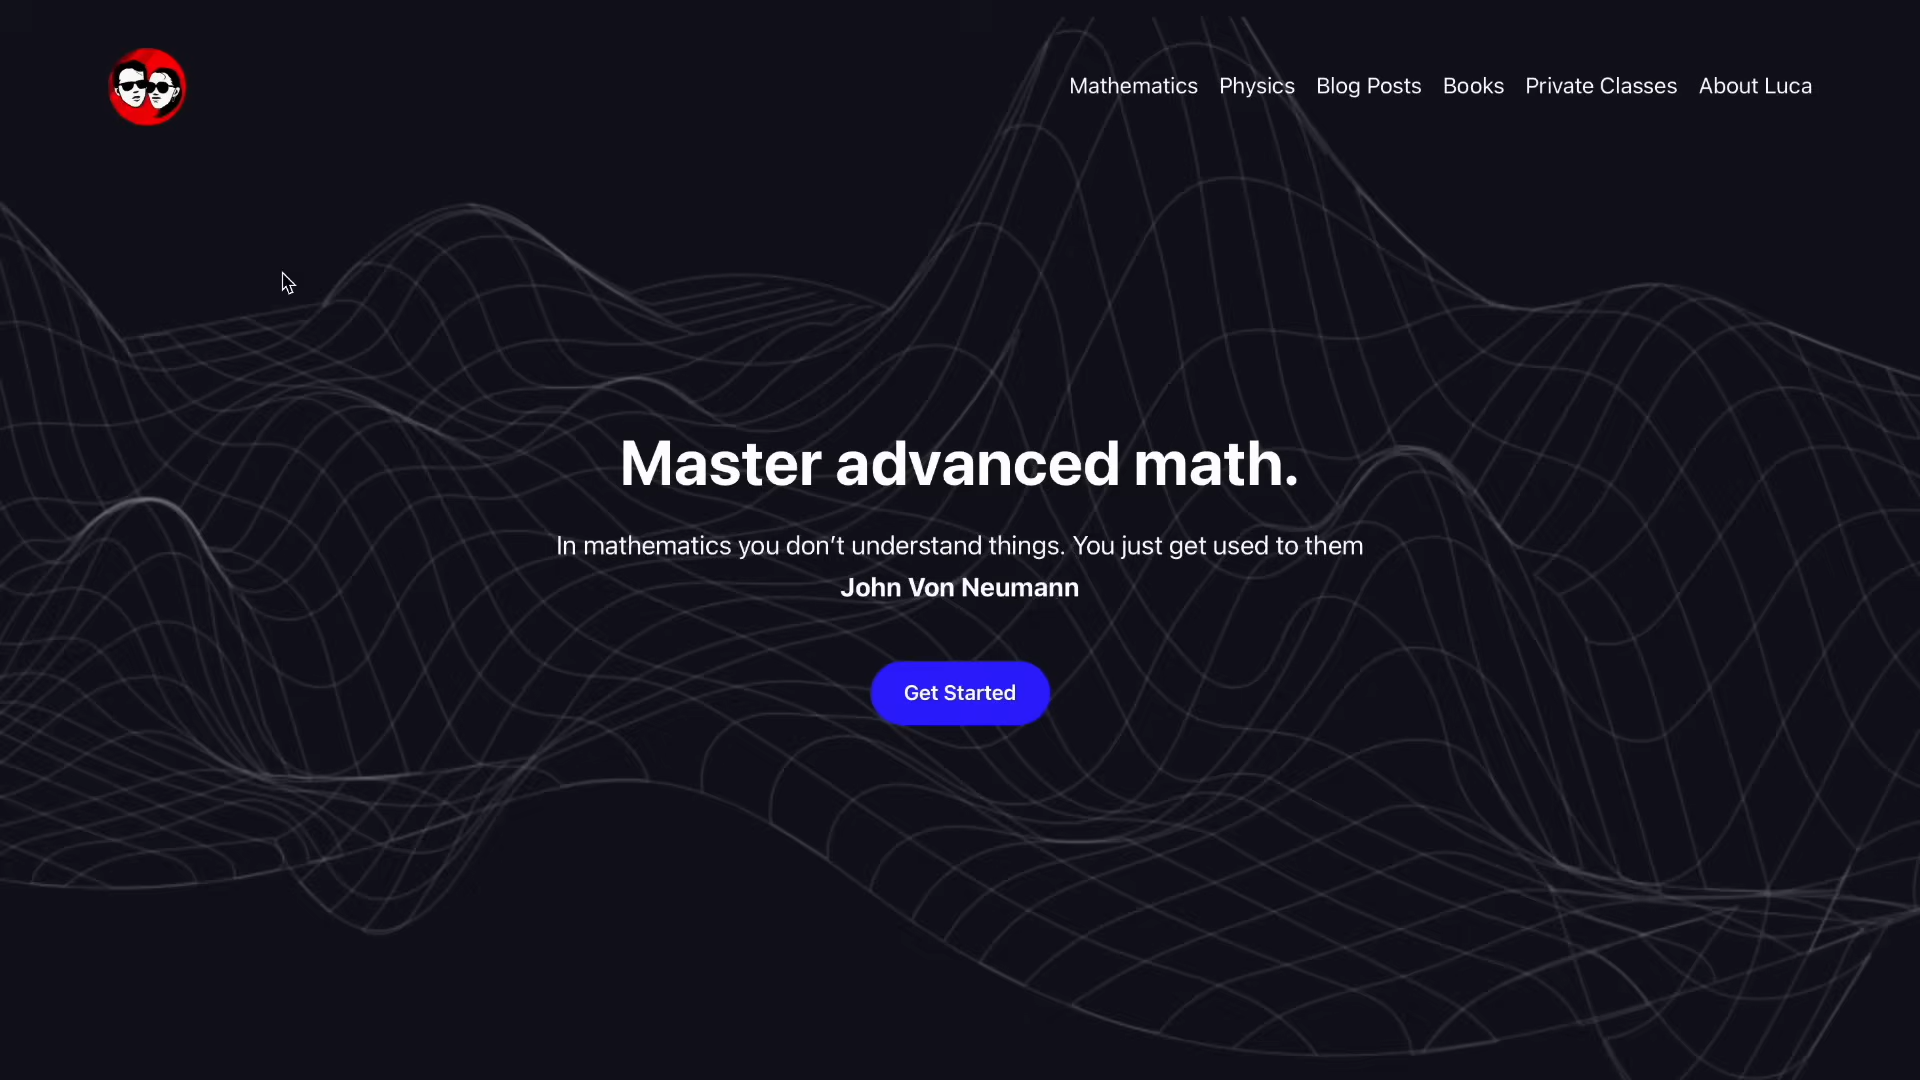 Mathematics Physics Blog Posts Books Private Classes About Luca
Master advanced math.
In mathematics you don’t understand things. You just get used to them
John Von Neumann
Get Started